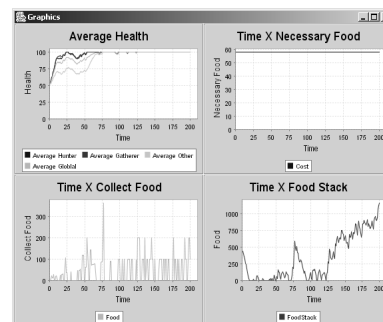 Graphics
Average Health
Health
100
75
50
25
0
0 25 50 75 100 125 150 175 200
Time
Average Hunter Average Gatherer Average Other
Average Globlal
Time X Necessary Food
Necessary Food
60
50
40
30
20
10
0
0 25 50 75 100 125 150 175 200
Time
Cost
Time X Collect Food
Collect Food
300
200
100
0
0 25 50 75 100 125 150 175 200
Time
Food
Time X Food Stack
Food
1000
750
500
250
0
0 25 50 75 100 125 150 175 200
Time
FoodStack